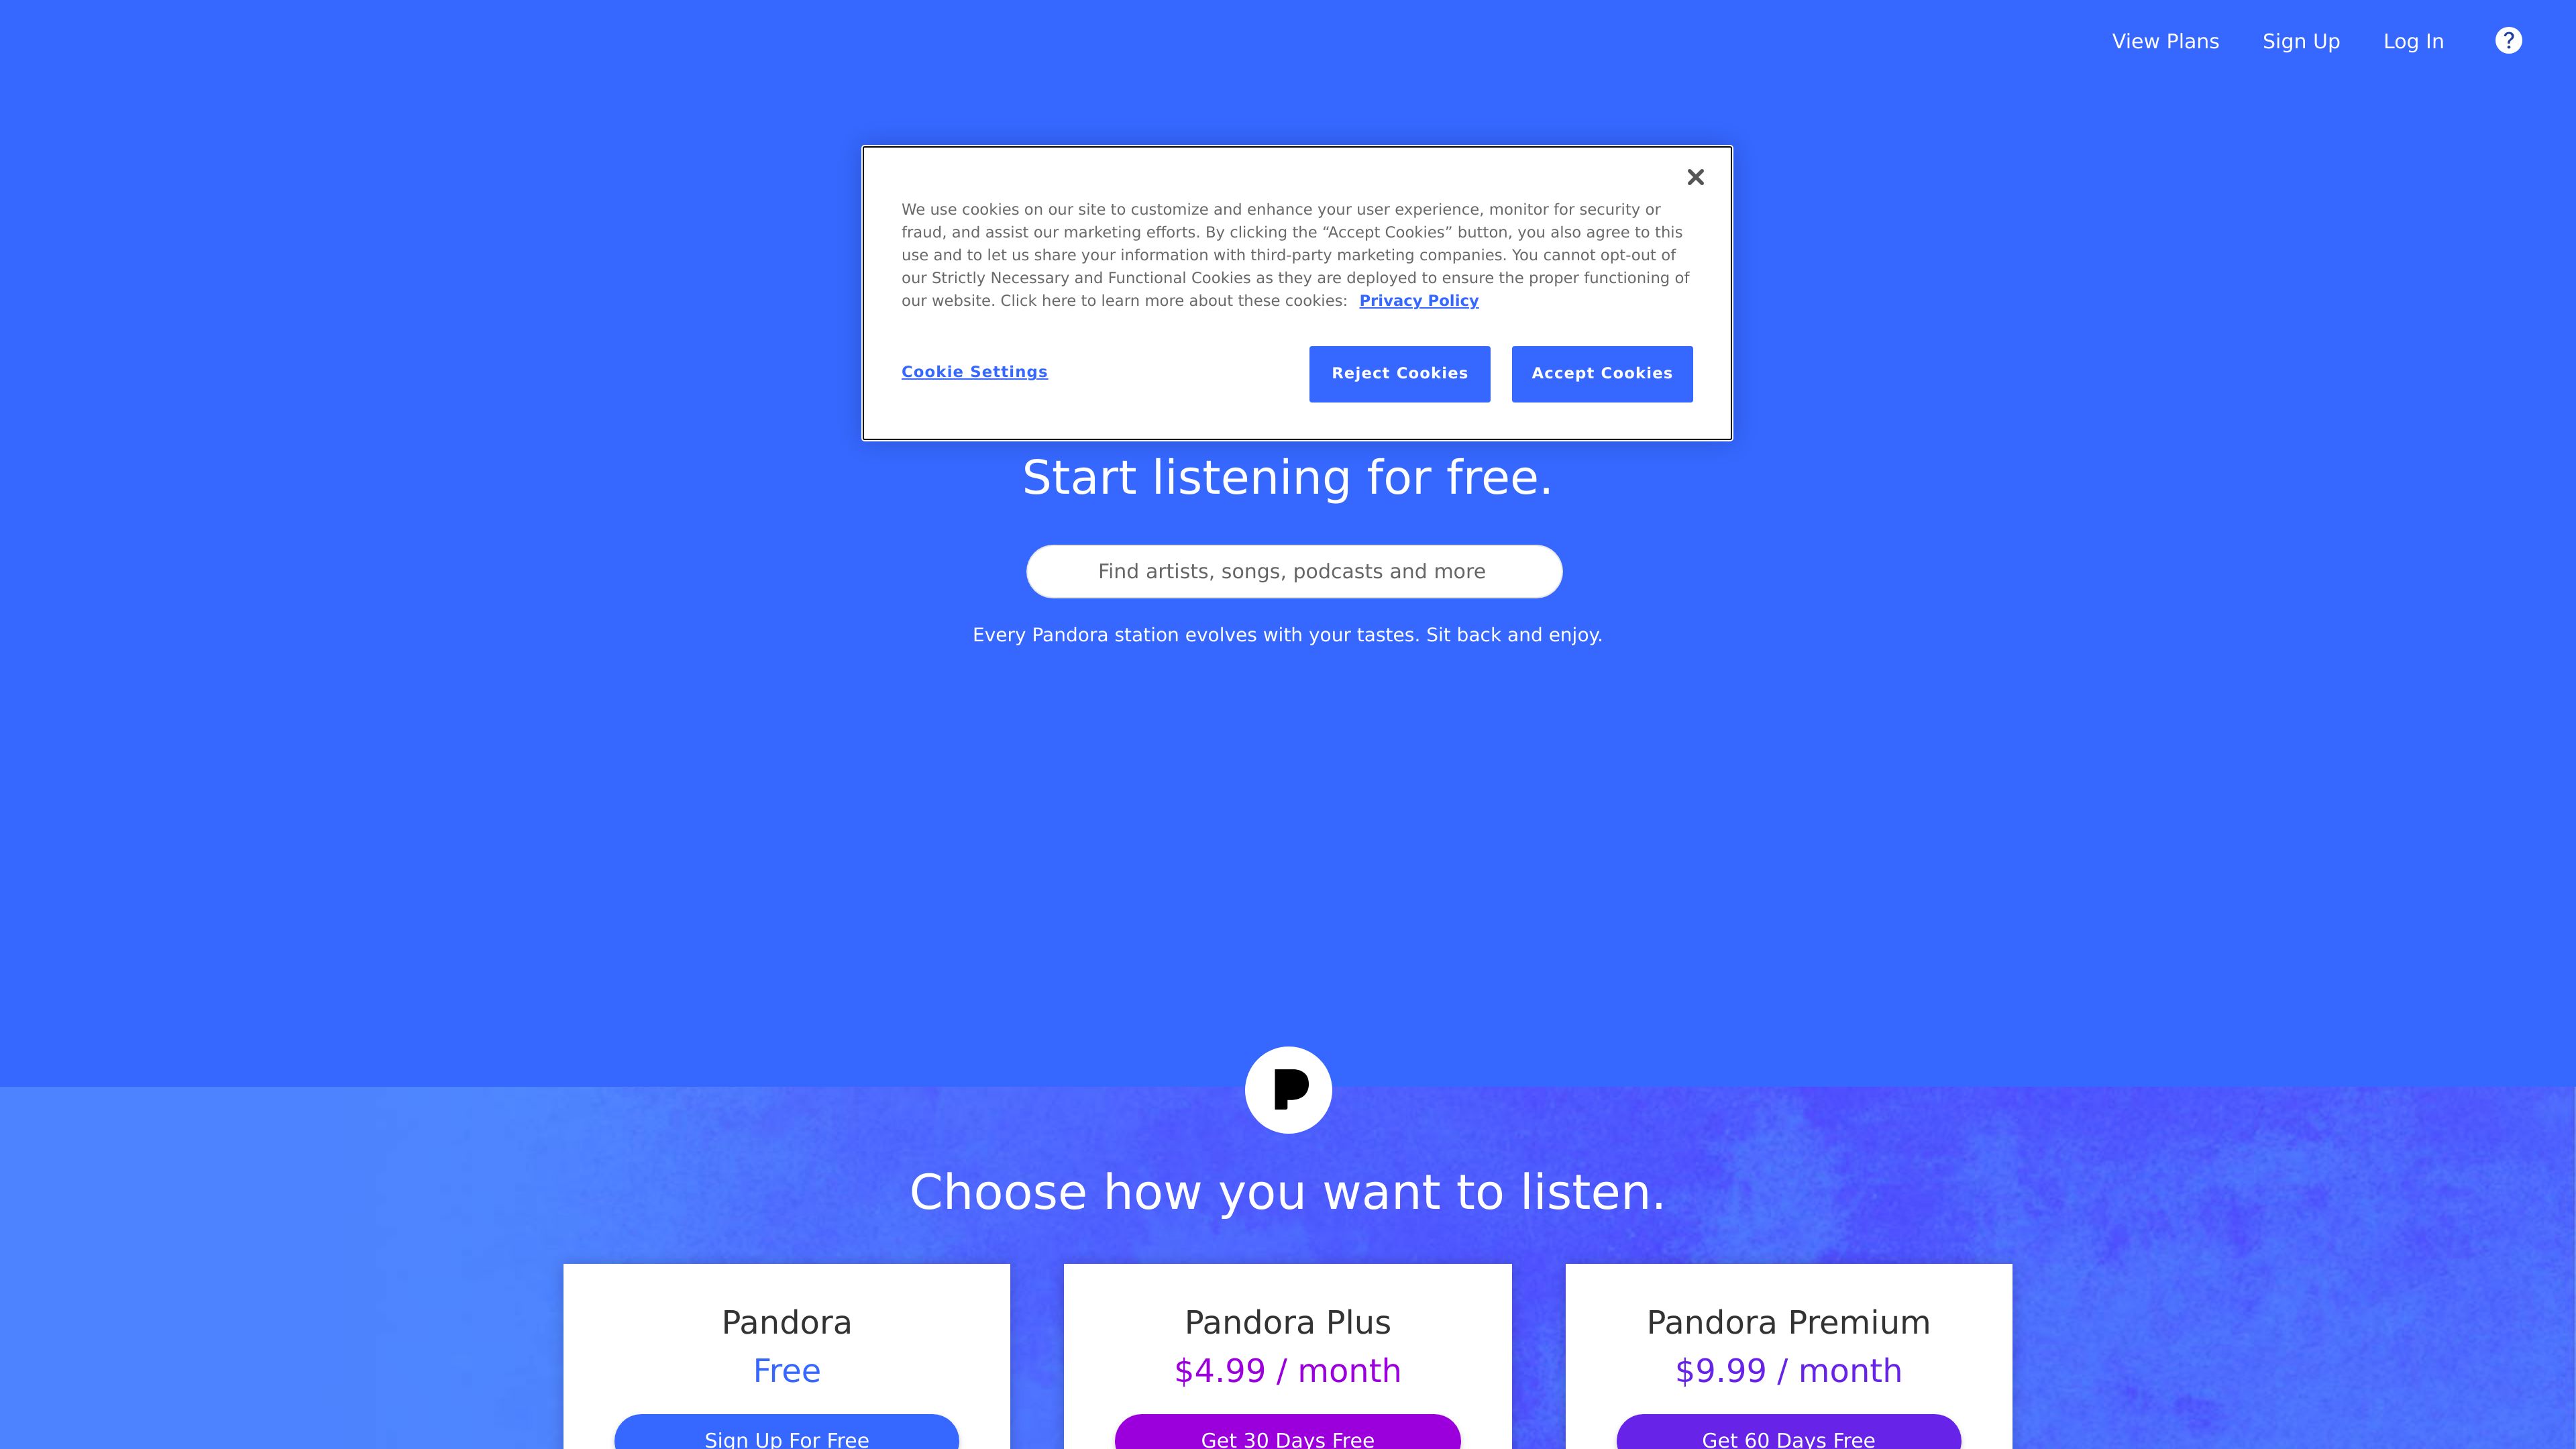 View Plans
Sign Up
Log In
?
We use cookies on our site to customize and enhance your user experience, monitor for security or
fraud, and assist our marketing efforts. By clicking the “Accept Cookies” button, you also agree to this
use and to let us share your information with third-party marketing companies. You cannot opt-out of
our Strictly Necessary and Functional Cookies as they are deployed to ensure the proper functioning of
our website. Click here to learn more about these cookies: Privacy Policy
Cookie Settings
Reject Cookies
Accept Cookies
Start listening for free.
Find artists, songs, podcasts and more
Every Pandora station evolves with your tastes. Sit back and enjoy.
P
Choose how you want to listen.
Pandora
Free
Sign Up For Free
Pandora Plus
$4.99 / month
Get 30 Days Free
Pandora Premium
$9.99 / month
Get 60 Days Free